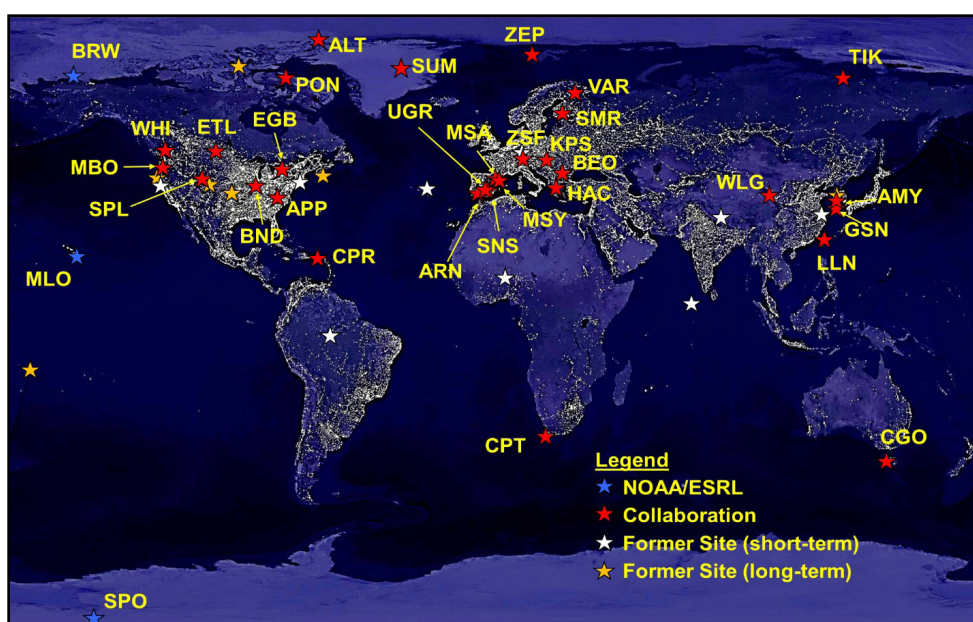 ALT
ZEP
BRW
SUM
TIK
PON
VAR
UGR
SMR
EGB
MSA
ZSF
WHI
ETL
KPS
MBO
BEO
WLG
HAC
AMY
SPL
APP
MSY
GSN
BND
SNS
CPR
LLN
MLO
ARN
CPT
CGO
Legend
NOAA/ESRL
Collaboration
Former Site (short-term)
Former Site (long-term)
SPO